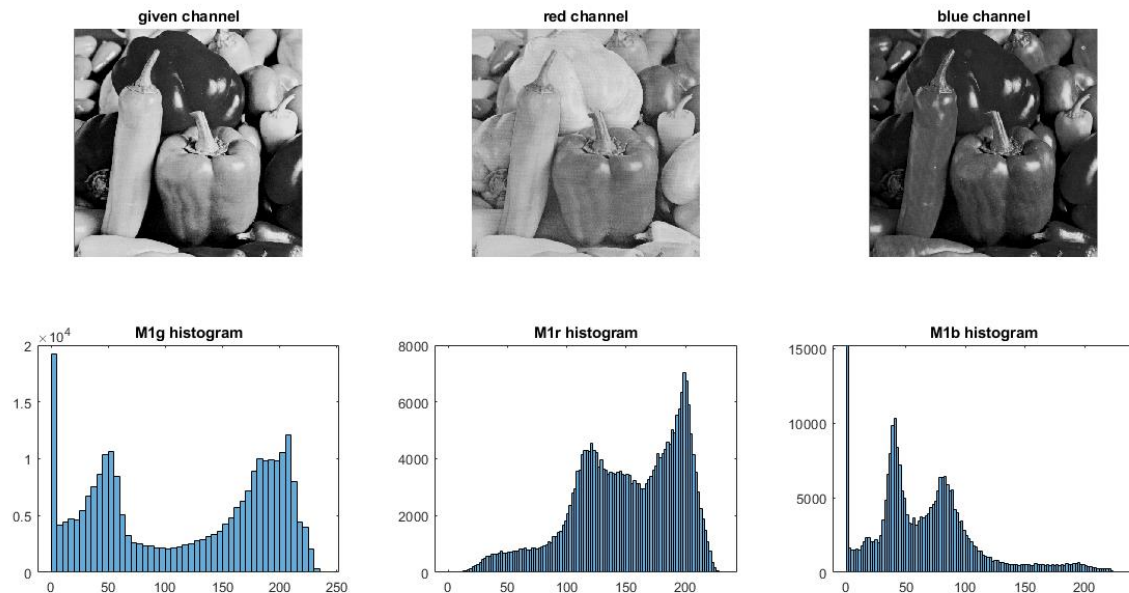 given channel
red channel
blue channel
M1g histogram
M1r histogram
M1b histogram
×10⁴
2
1.5
1
0.5
0
0 50 100 150 200 250
8000
6000
4000
2000
0
0 50 100 150 200
15000
10000
5000
0
0 50 100 150 200